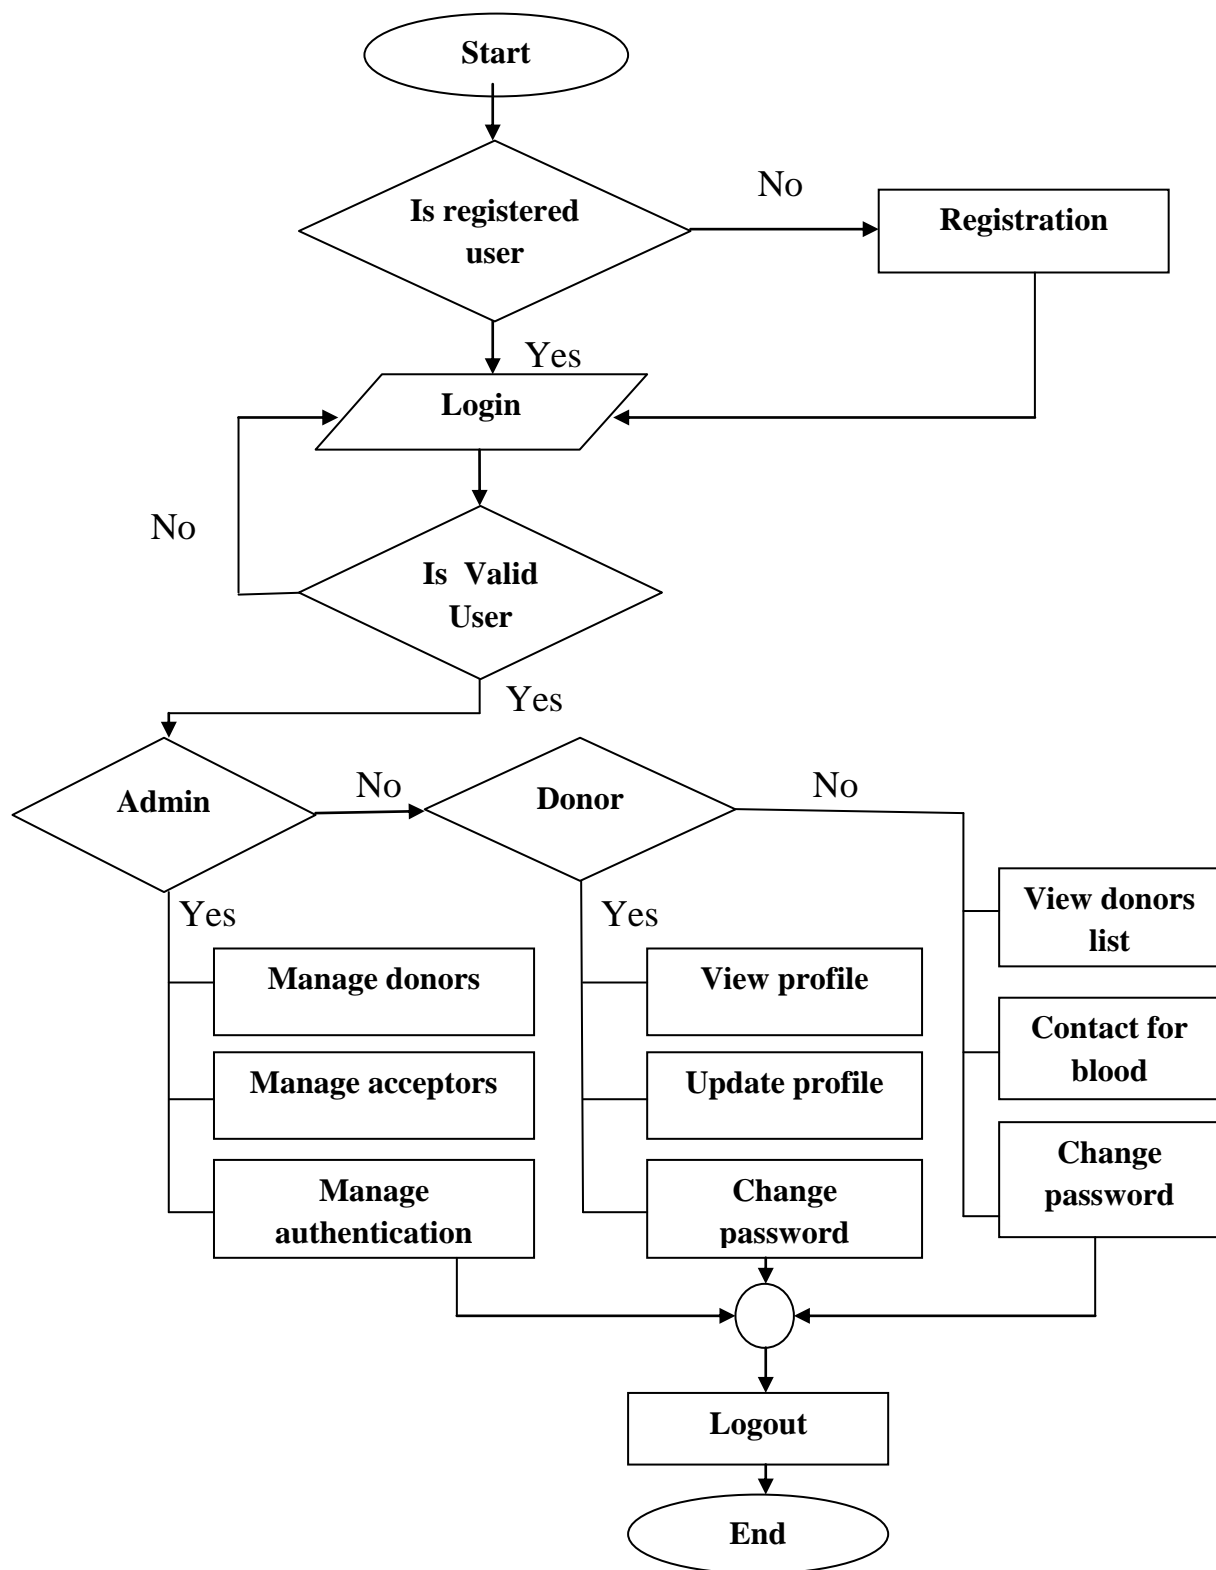 Start
Is registered
user
No
Registration
Yes
Login
No
Is Valid
User
Yes
Admin
No
Donor
No
Yes
Manage donors
Manage acceptors
Manage
authentication
Yes
View profile
Update profile
Change
password
View donors
list
Contact for
blood
Change
password
Logout
End